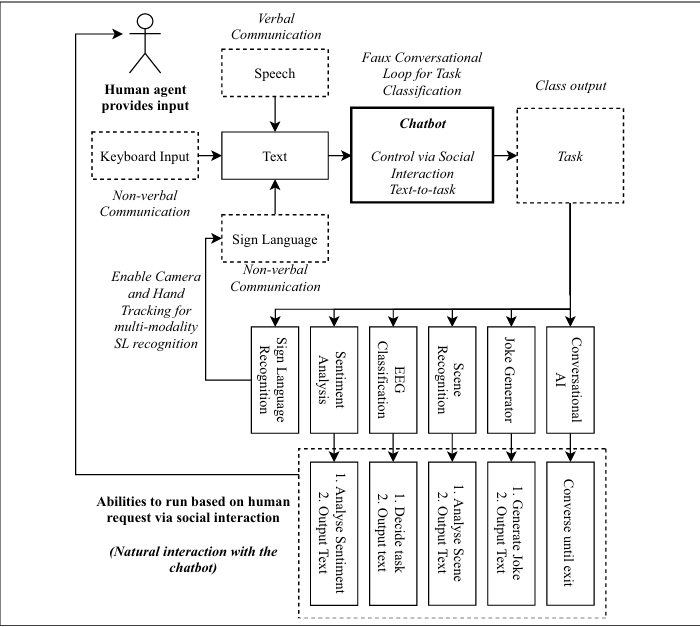 Verbal
Communication
Human agent
provides input
Speech
Faux Conversational
Loop for Task
Classification
Class output
Keyboard Input
Text
Chatbot
Control via Social
Interaction
Text-to-task
Task
Non-verbal
Communication
Sign Language
Non-verbal
Communication
Enable Camera
and Hand
Tracking for
multi-modality
SL recognition
Sign Language
Recognition
Sentiment
Analysis
EEG
Classification
Scene
Recognition
Joke Generator
Conversational
AI
Abilities to run based on human
request via social interaction
(Natural interaction with the
chatbot)
1. Analyse Sentiment
2. Output Text
1. Decide task
2. Output text
1. Analyse Scene
2. Output Text
1. Generate Joke
2. Output Text
Converse until exit